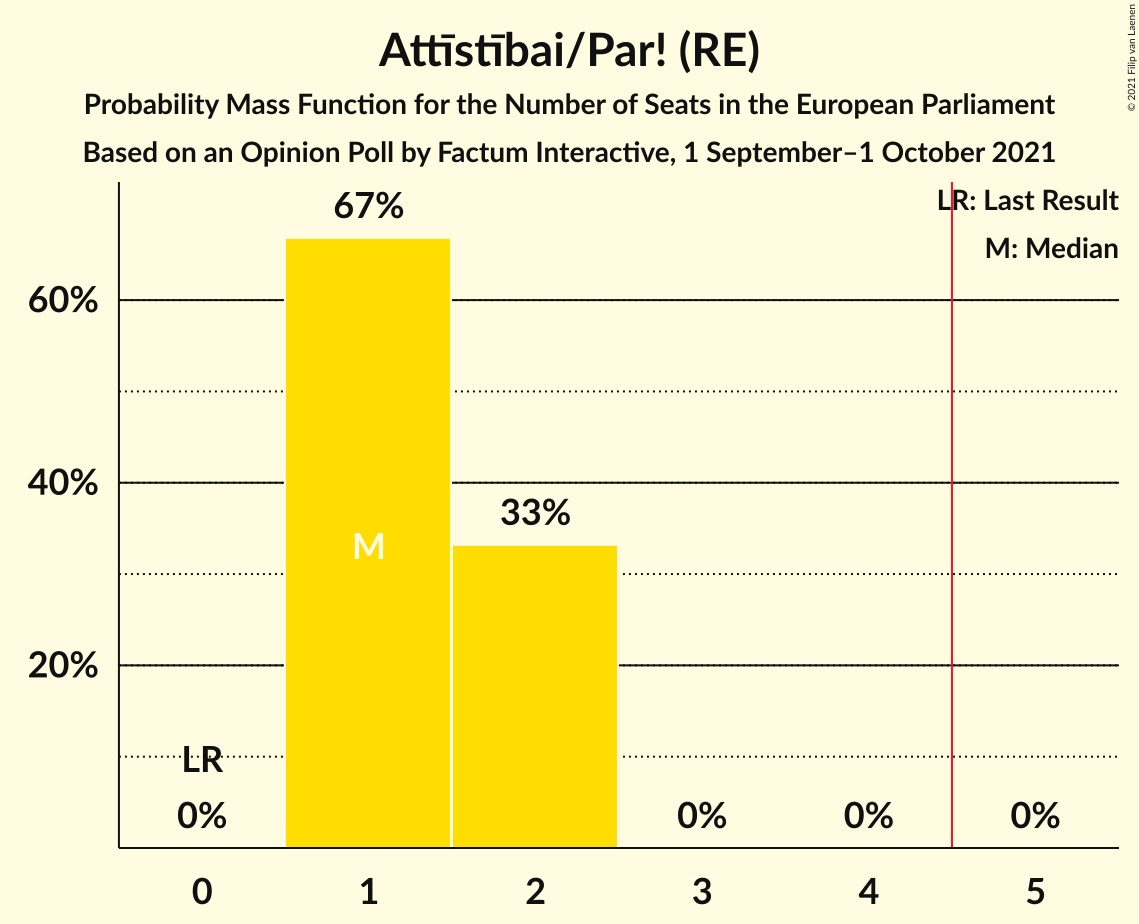 Attīstībai/Par! (RE)
Probability Mass Function for the Number of Seats in the European Parliament
Based on an Opinion Poll by Factum Interactive, 1 September–1 October 2021
© 2021 Filip van Laenen
LR: Last Result
M: Median
67%
60%
40%
33%
M
20%
LR
0%
0%
0%
0%
0
1
2
3
4
5